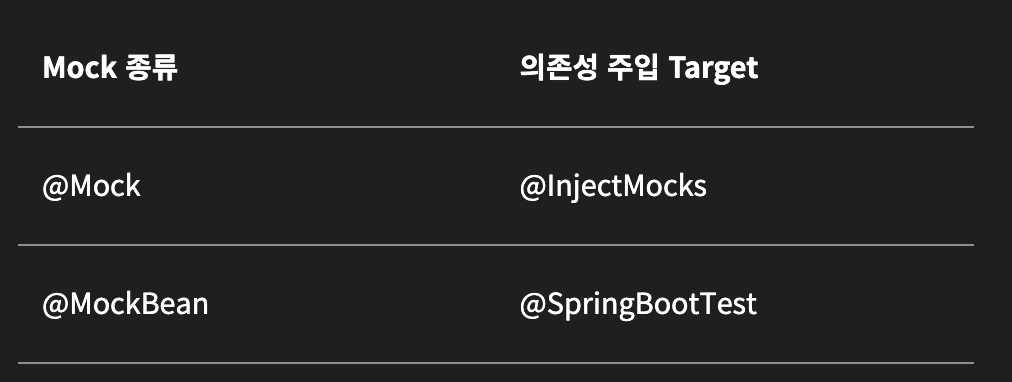 Mock 종류 의존성 주입 Target
@Mock @InjectMocks
@MockBean @SpringBootTest